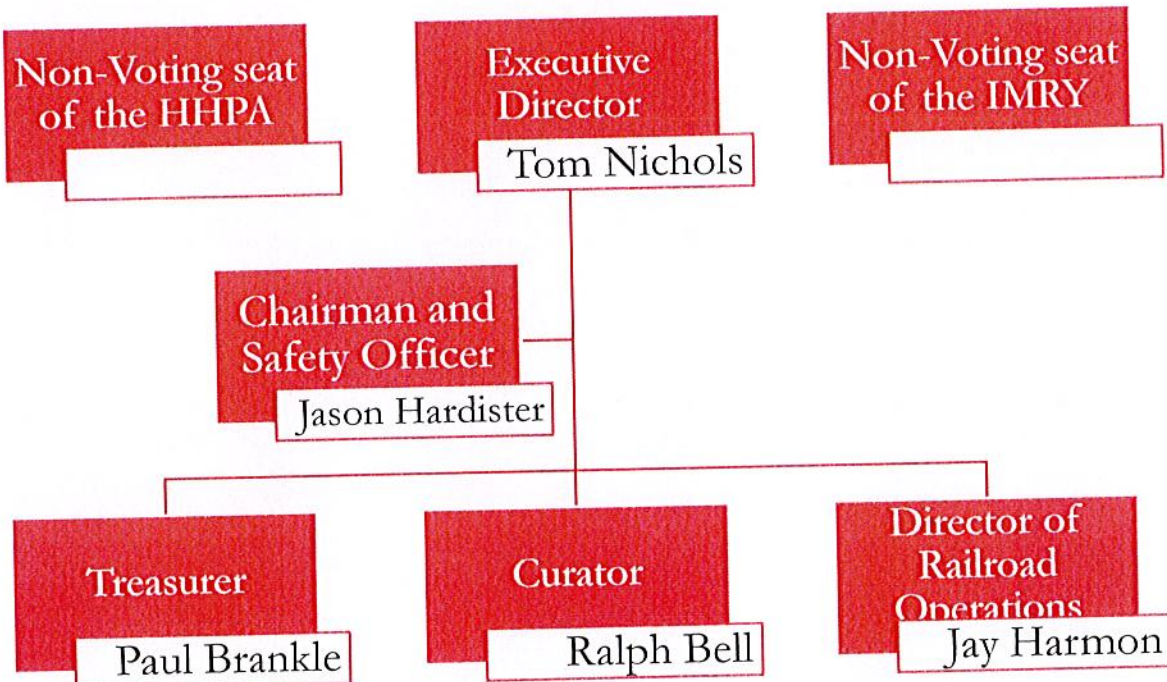 Non-Voting seat
of the HHPA
Executive
Director
Tom Nichols
Non-Voting seat
of the IMRY
Chairman and
Safety Officer
Jason Hardister
Treasurer
Paul Brankle
Curator
Ralph Bell
Director of
Railroad
Operations
Jay Harmon